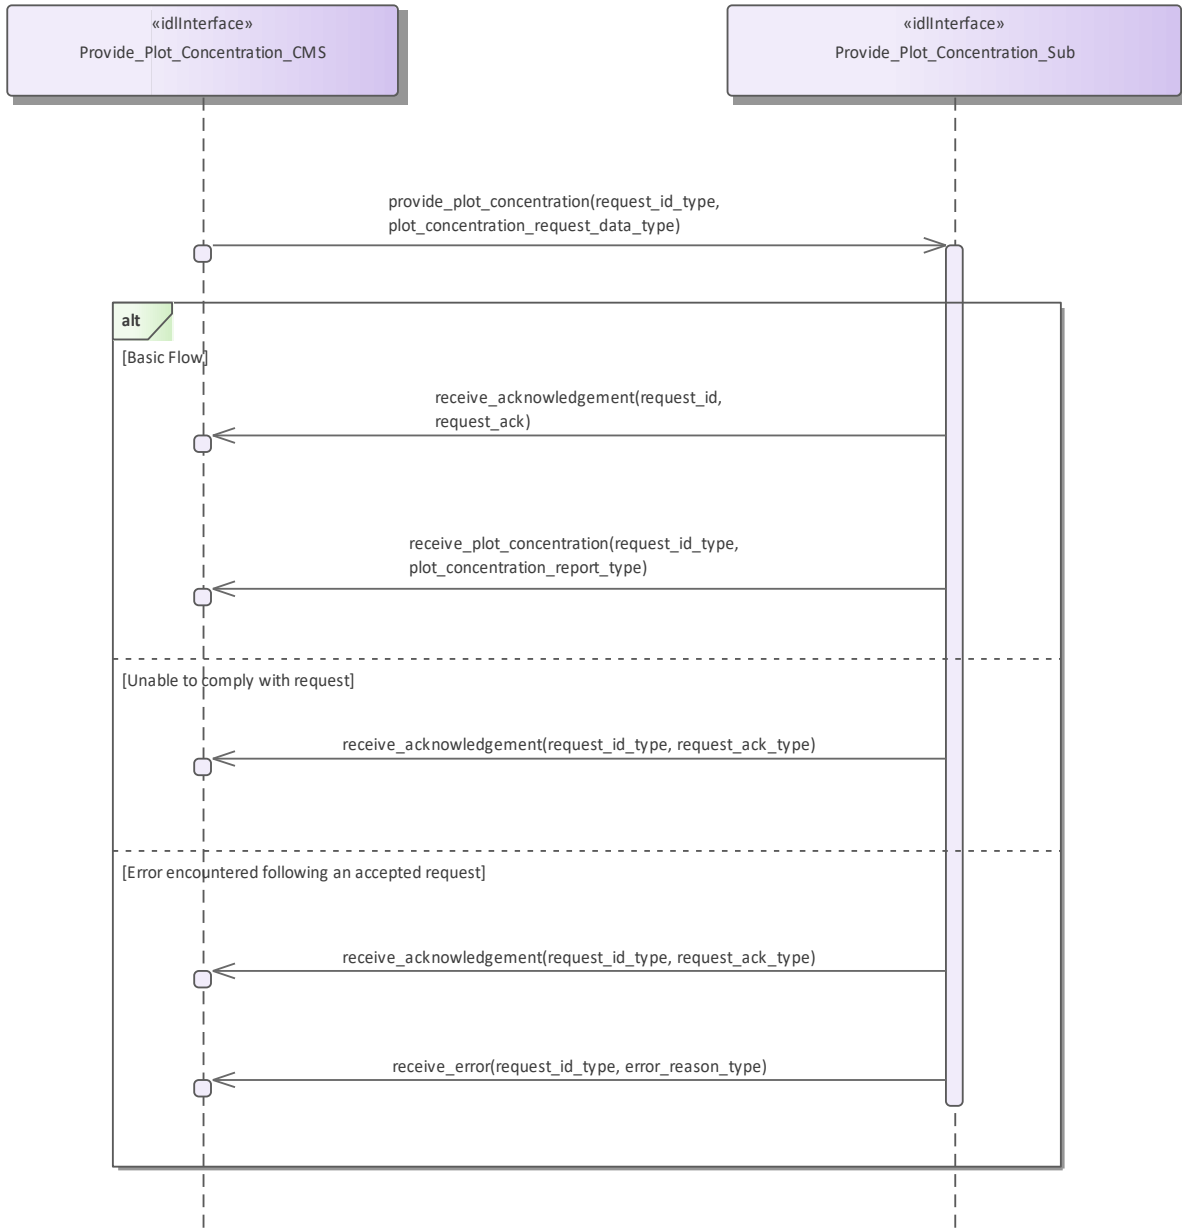 «idlInterface»
Provide_Plot_Concentration_CMS
«idlInterface»
Provide_Plot_Concentration_Sub
provide_plot_concentration(request_id_type,
plot_concentration_request_data_type)
alt
[Basic Flow]
receive_acknowledgement(request_id,
request_ack)
receive_plot_concentration(request_id_type,
plot_concentration_report_type)
[Unable to comply with request]
receive_acknowledgement(request_id_type, request_ack_type)
[Error encountered following an accepted request]
receive_acknowledgement(request_id_type, request_ack_type)
receive_error(request_id_type, error_reason_type)